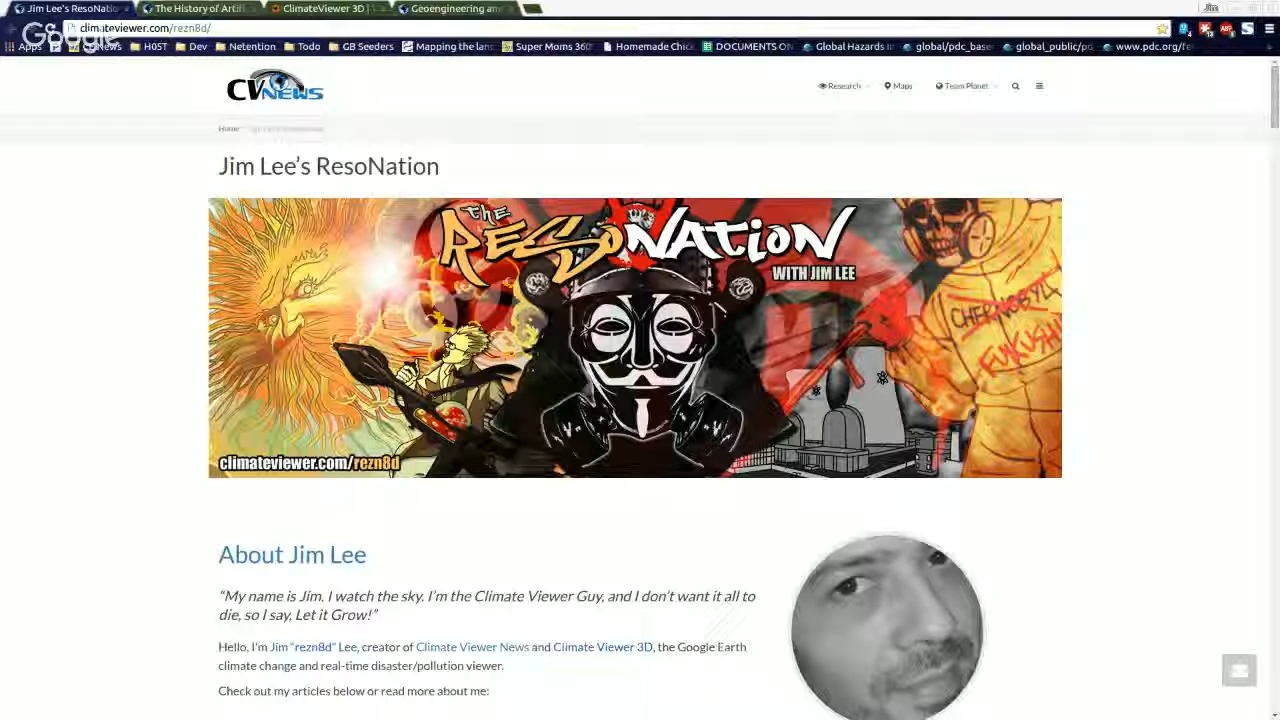 Jim Lee's ResoNatio
The History of Artifi
ClimateViewer 3D |
Geoengineering and
Jim
climateviewer.com/rezn8d/
Google
Apps
CV News
H05T
Dev
Netention
Todo
GB Seeders
Mapping the lan
Super Moms 360°
Homemade Chic
DOCUMENTS ON
Global Hazards I
global/pdc_base
global_public/pd
www.pdc.org/
CV NEWS
Research
Maps
Team Planet
Home
Jim Lee's ResoNation
the
RESONATION
WITH JIM LEE
CHERNOBYL
FUKUSHI
climateviewer.com/rezn8d
About Jim Lee
“My name is Jim. I watch the sky. I'm the Climate Viewer Guy, and I don't want it all to
die, so I say, Let it Grow!”
Hello, I'm Jim “rezn8d” Lee, creator of Climate Viewer News and Climate Viewer 3D, the Google Earth
climate change and real-time disaster/pollution viewer.
Check out my articles below or read more about me: